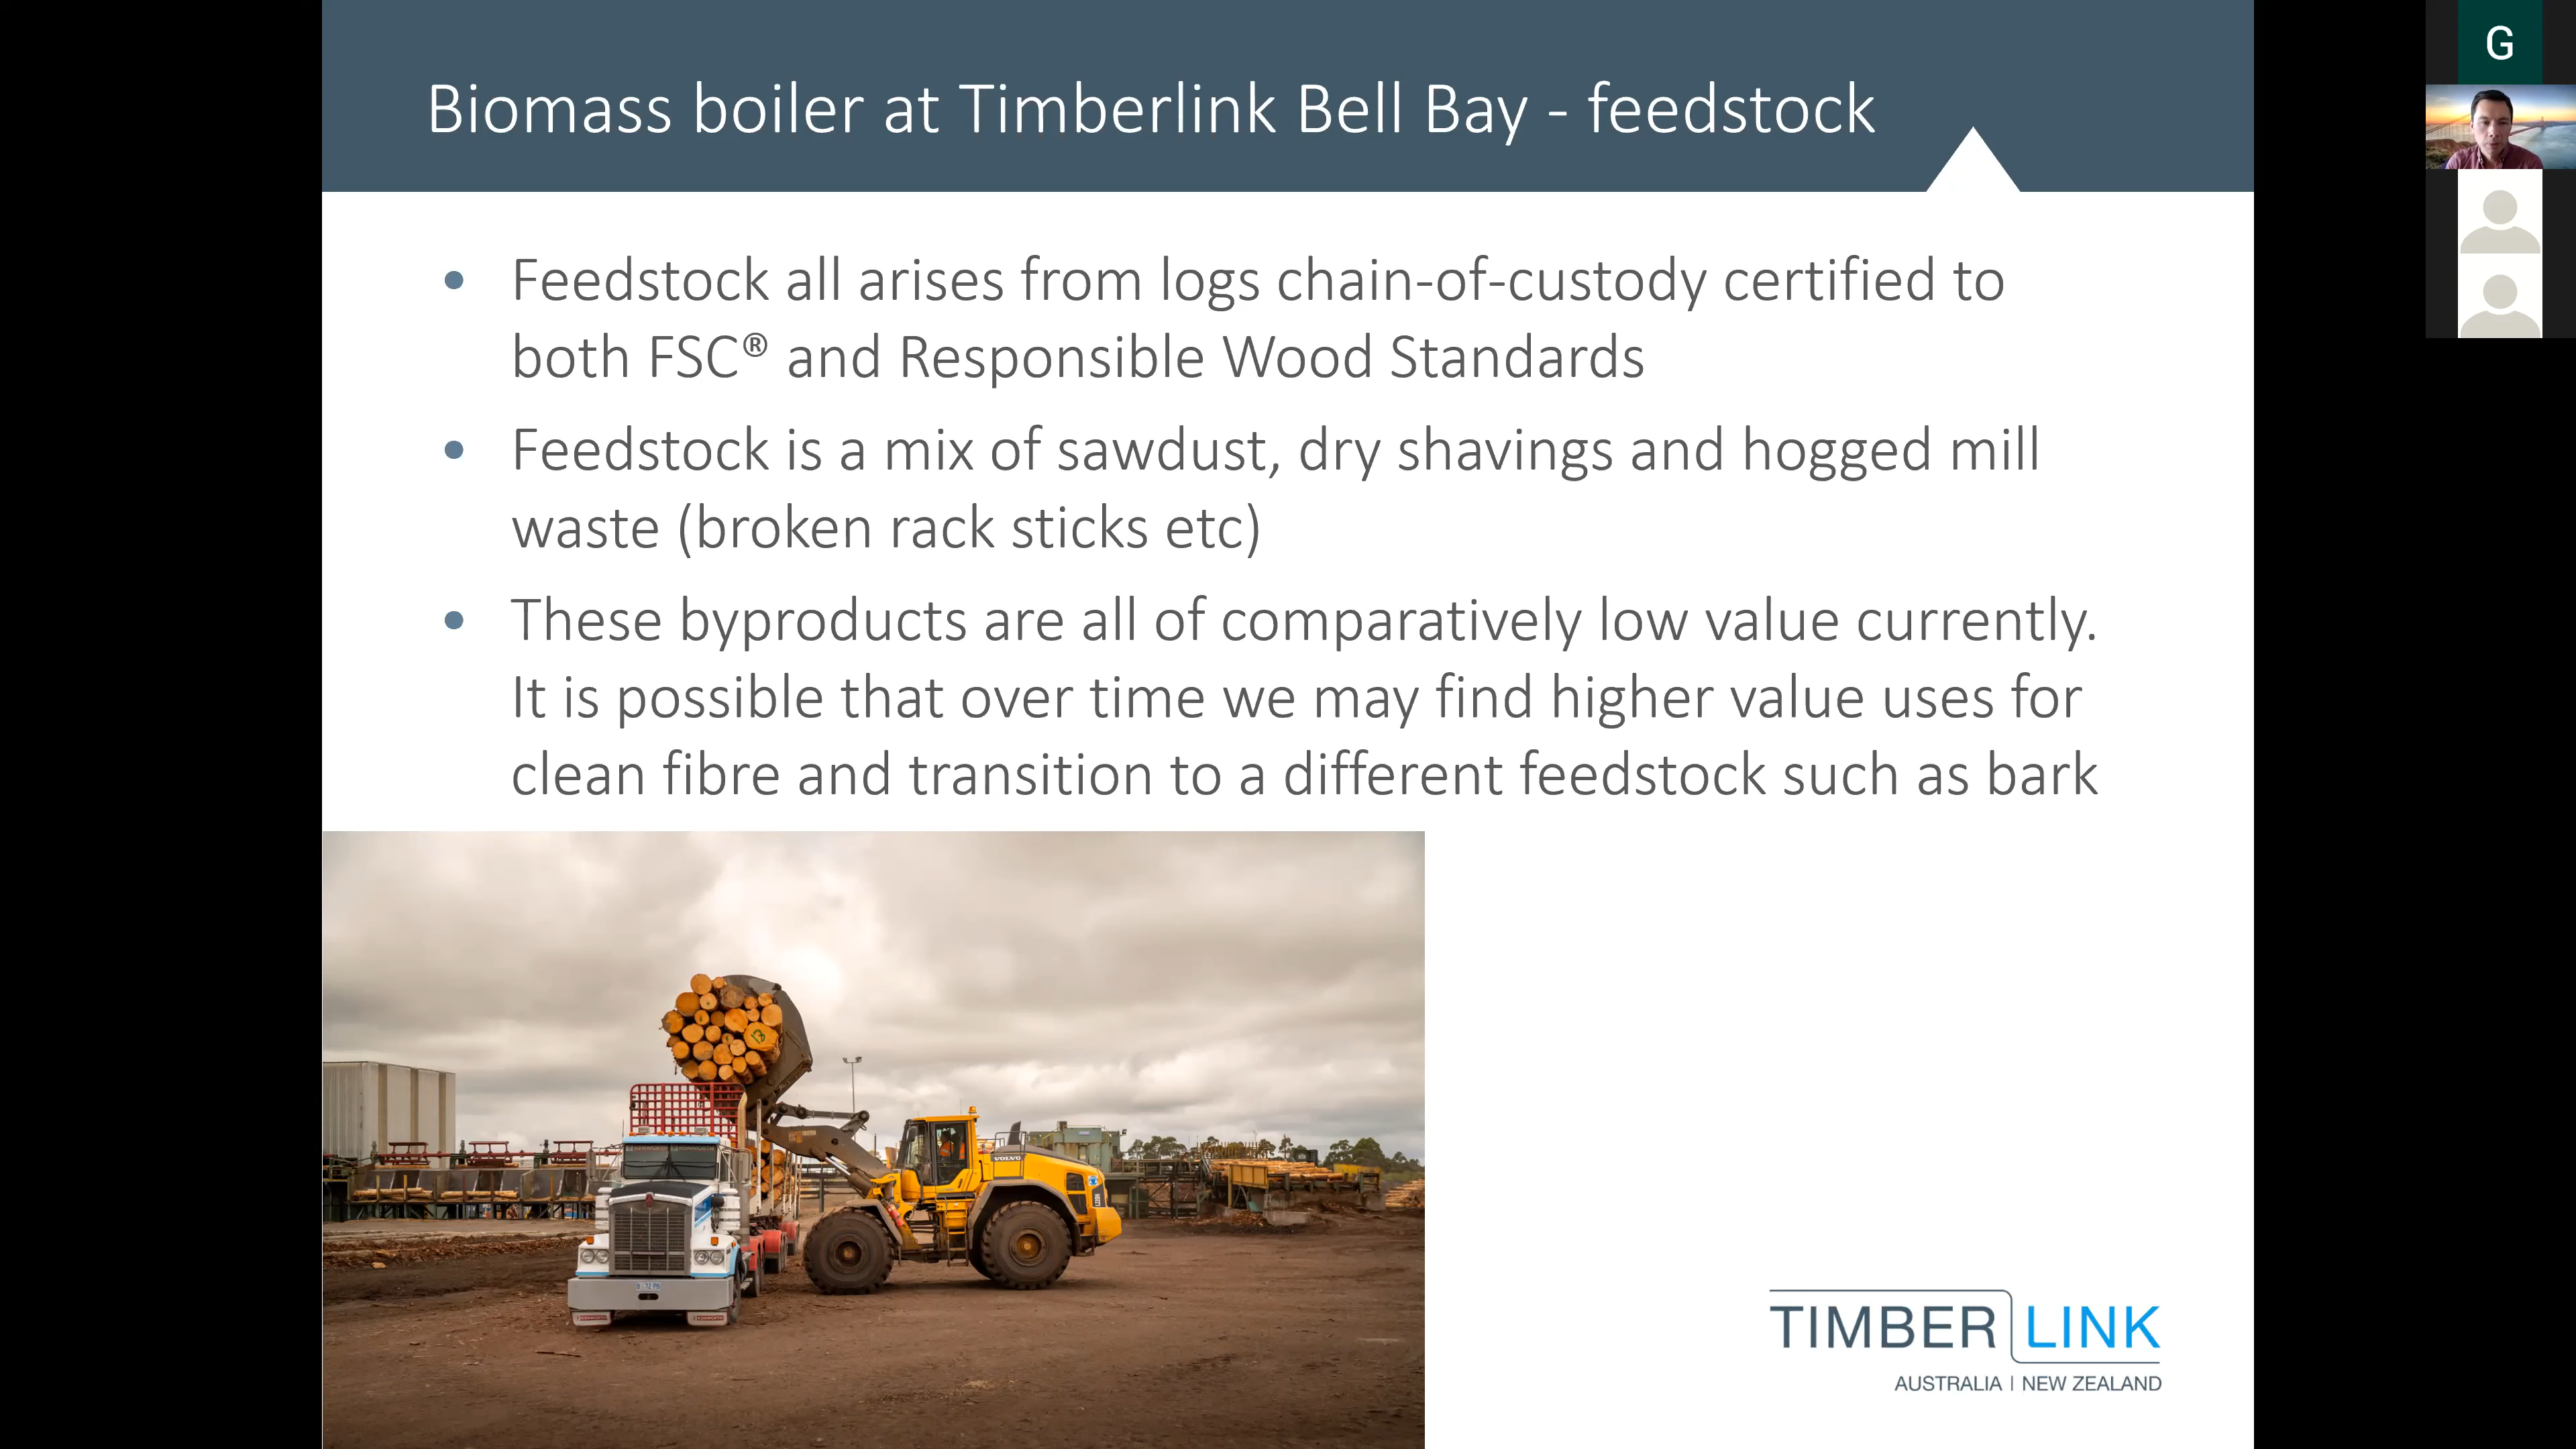 Biomass boiler at Timberlink Bell Bay - feedstock
G
• Feedstock all arises from logs chain-of-custody certified to
both FSC® and Responsible Wood Standards
• Feedstock is a mix of sawdust, dry shavings and hogged mill
waste (broken rack sticks etc)
• These byproducts are all of comparatively low value currently.
It is possible that over time we may find higher value uses for
clean fibre and transition to a different feedstock such as bark
VOLVO
TIMBER LINK
AUSTRALIA | NEW ZEALAND